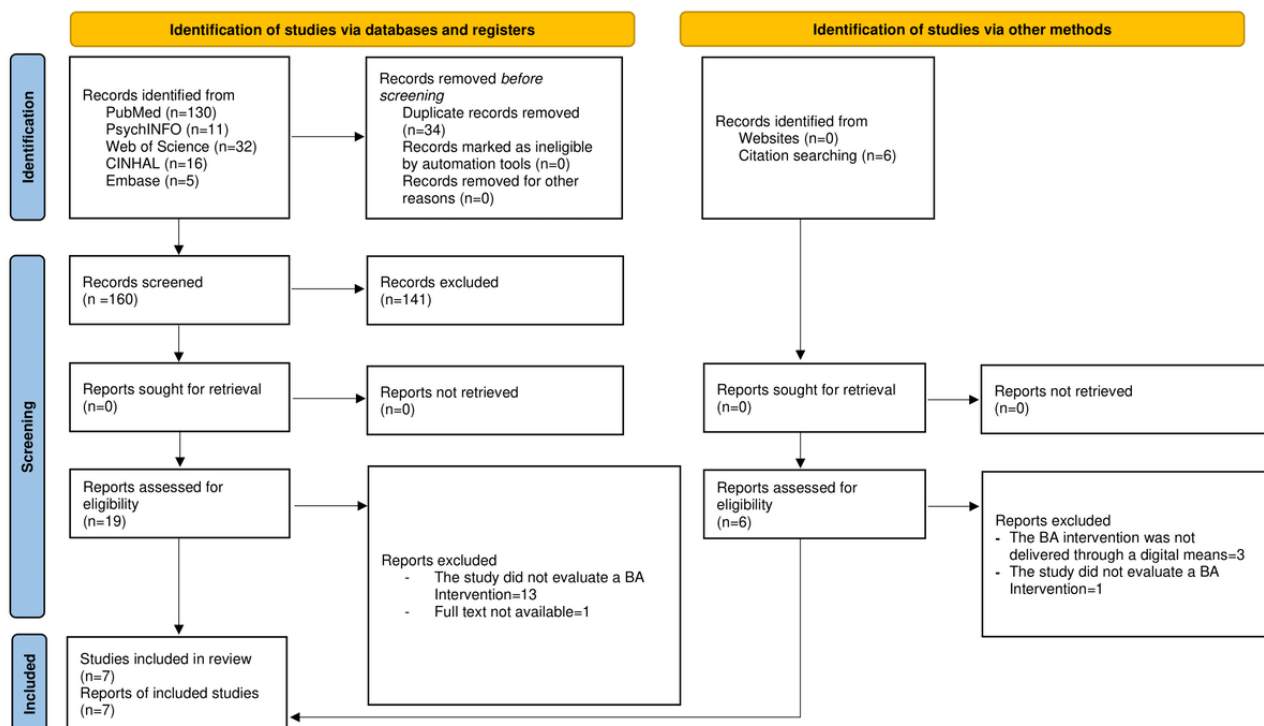 Identification of studies via databases and registers
Identification of studies via other methods
Identification
Records identified from
PubMed (n=130)
PsychINFO (n=11)
Web of Science (n=32)
CINHAL (n=16)
Embase (n=5)
Records removed before
screening
Duplicate records removed
(n=34)
Records marked as ineligible
by automation tools (n=0)
Records removed for other
reasons (n=0)
Records identified from
Websites (n=0)
Citation searching (n=6)
Screening
Records screened
(n =160)
Records excluded
(n=141)
Reports sought for retrieval
(n=0)
Reports not retrieved
(n=0)
Reports sought for retrieval
(n=0)
Reports not retrieved
(n=0)
Reports assessed for
eligibility
(n=19)
Reports excluded
- The study did not evaluate a BA
Intervention=13
- Full text not available=1
Reports assessed for
eligibility
(n=6)
Reports excluded
- The BA intervention was not
delivered through a digital means=3
- The study did not evaluate a BA
Intervention=1
Included
Studies included in review
(n=7)
Reports of included studies
(n=7)